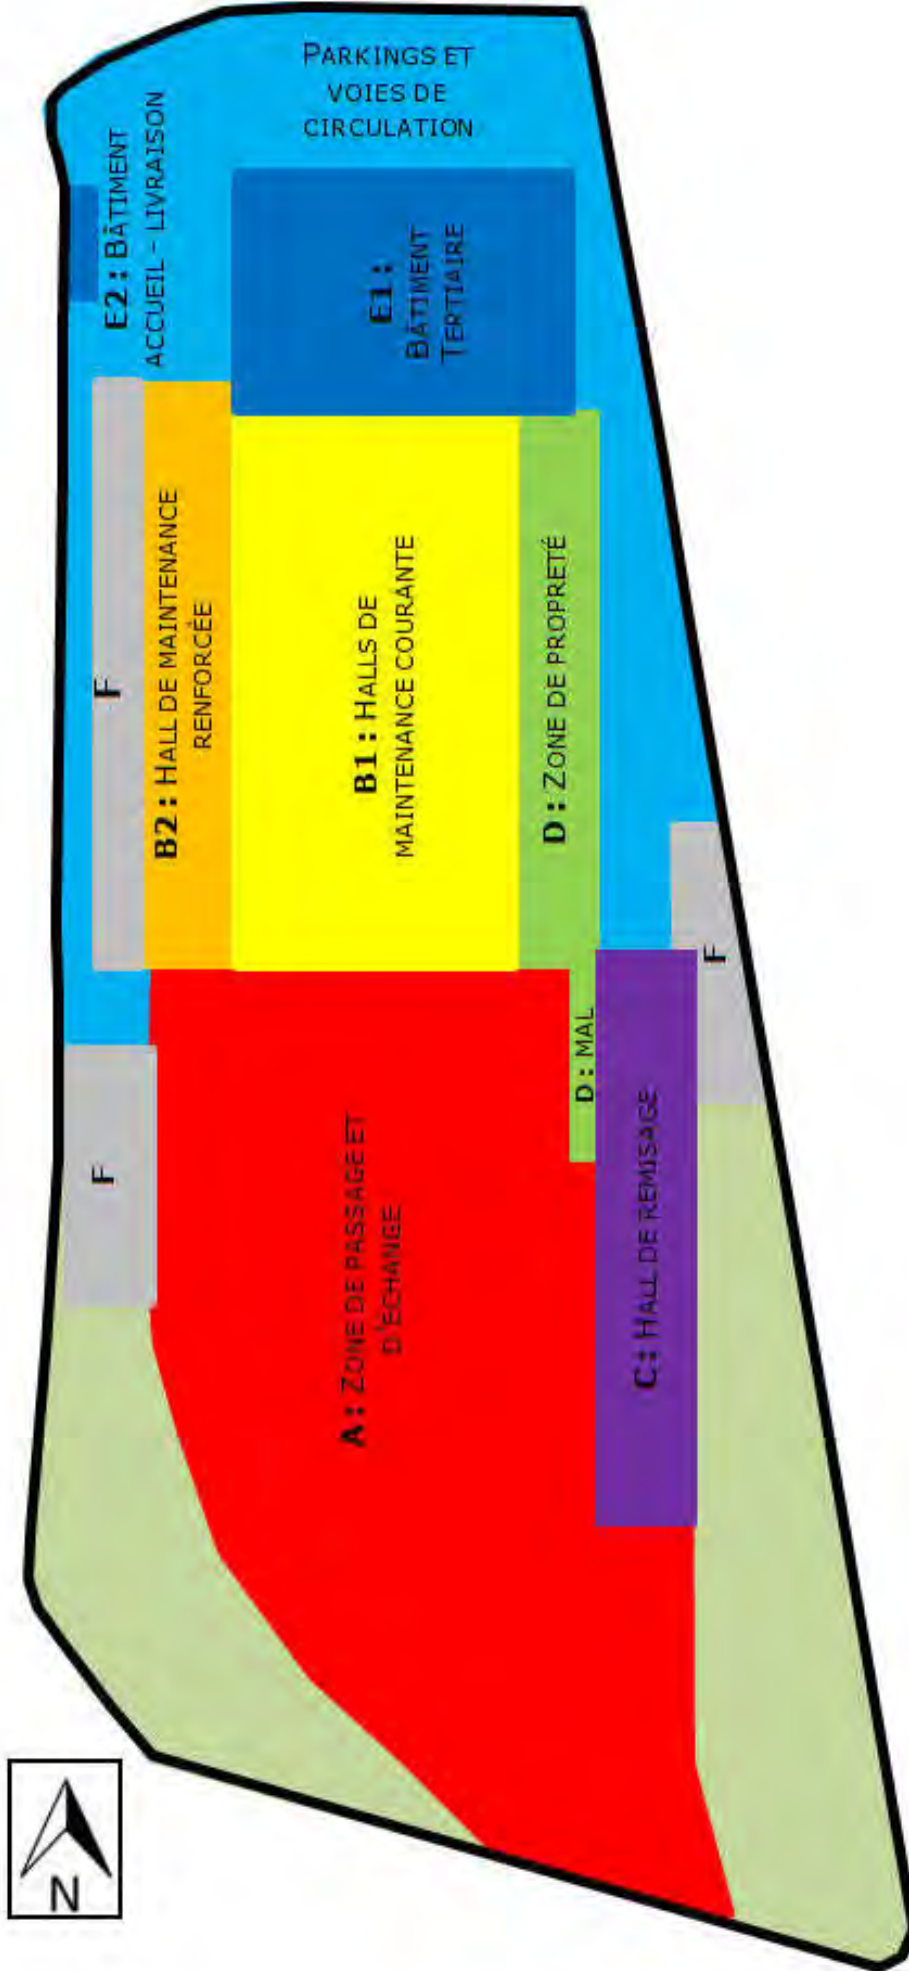 PARKINGS ET
VOIES DE
CIRCULATION
E2 : BÂTIMENT
ACCUEIL - LIVRAISON
E1 :
BÂTIMENT
TERTIAIRE
F
B2 : HALL DE MAINTENANCE
RENFORCÉE
B1 : HALLS DE
MAINTENANCE COURANTE
D : ZONE DE PROPRETÉ
F
D : MAL
F
A : ZONE DE PASSAGE ET
D'ECHANGE
C : HALL DE REMISAGE
N